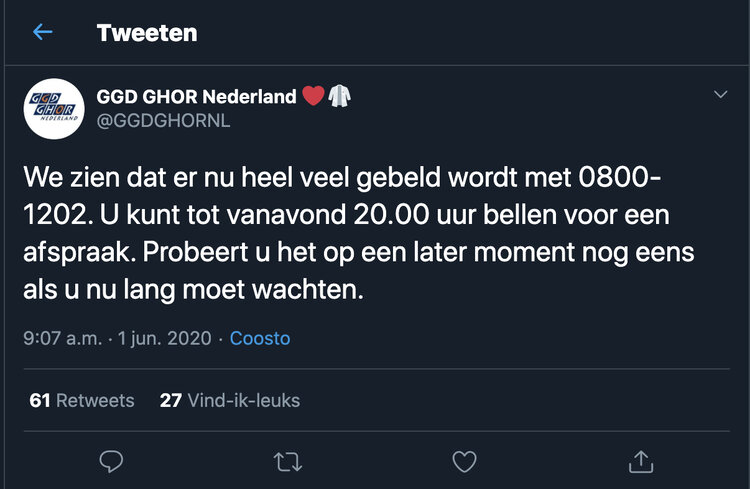 Tweeten
GGD
GHOR
NEDERLAND
GGD GHOR Nederland ❤️🥼
@GGDGHORNL
We zien dat er nu heel veel gebeld wordt met 0800-
1202. U kunt tot vanavond 20.00 uur bellen voor een
afspraak. Probeert u het op een later moment nog eens
als u nu lang moet wachten.
9:07 a.m. · 1 jun. 2020 · Coosto
61 Retweets 27 Vind-ik-leuks